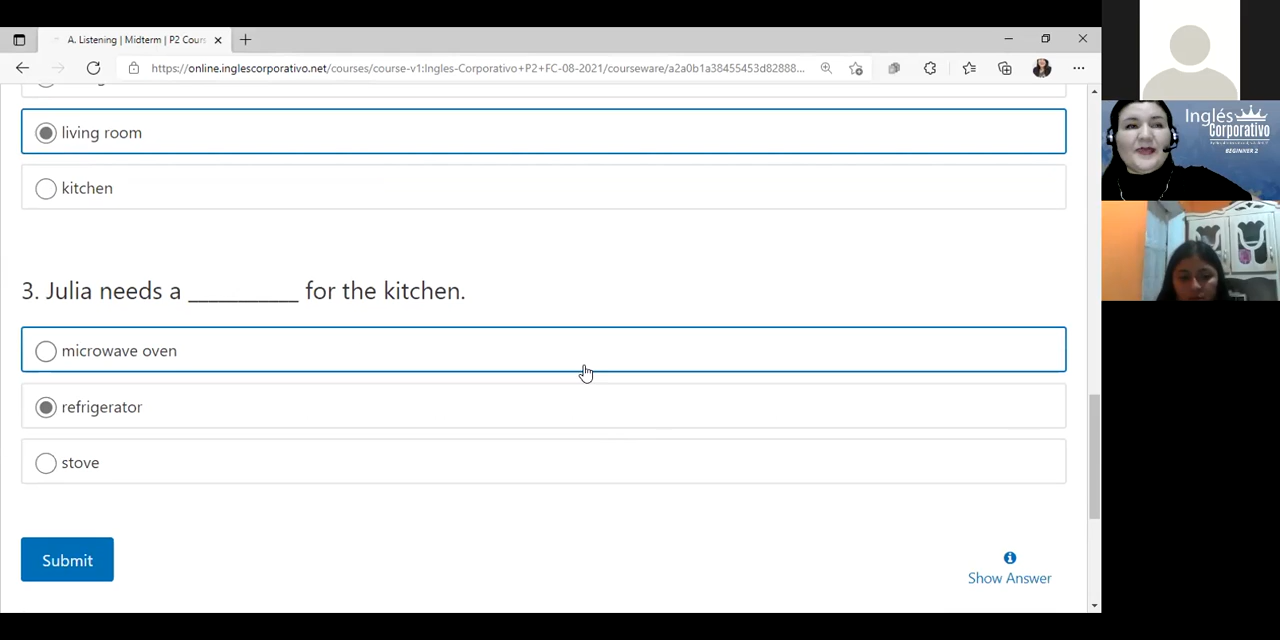 A. Listening | Midterm | P2 Cours
https://online.inglescorporativo.net/courses/course-v1:Ingles-Corporativo+P2+FC-08-2021/courseware/a2a0b1a38455453d82888...
living room
kitchen
3. Julia needs a ___________ for the kitchen.
microwave oven
refrigerator
stove
Submit
Show Answer
Inglés
Corporativo
BEGINNER 2